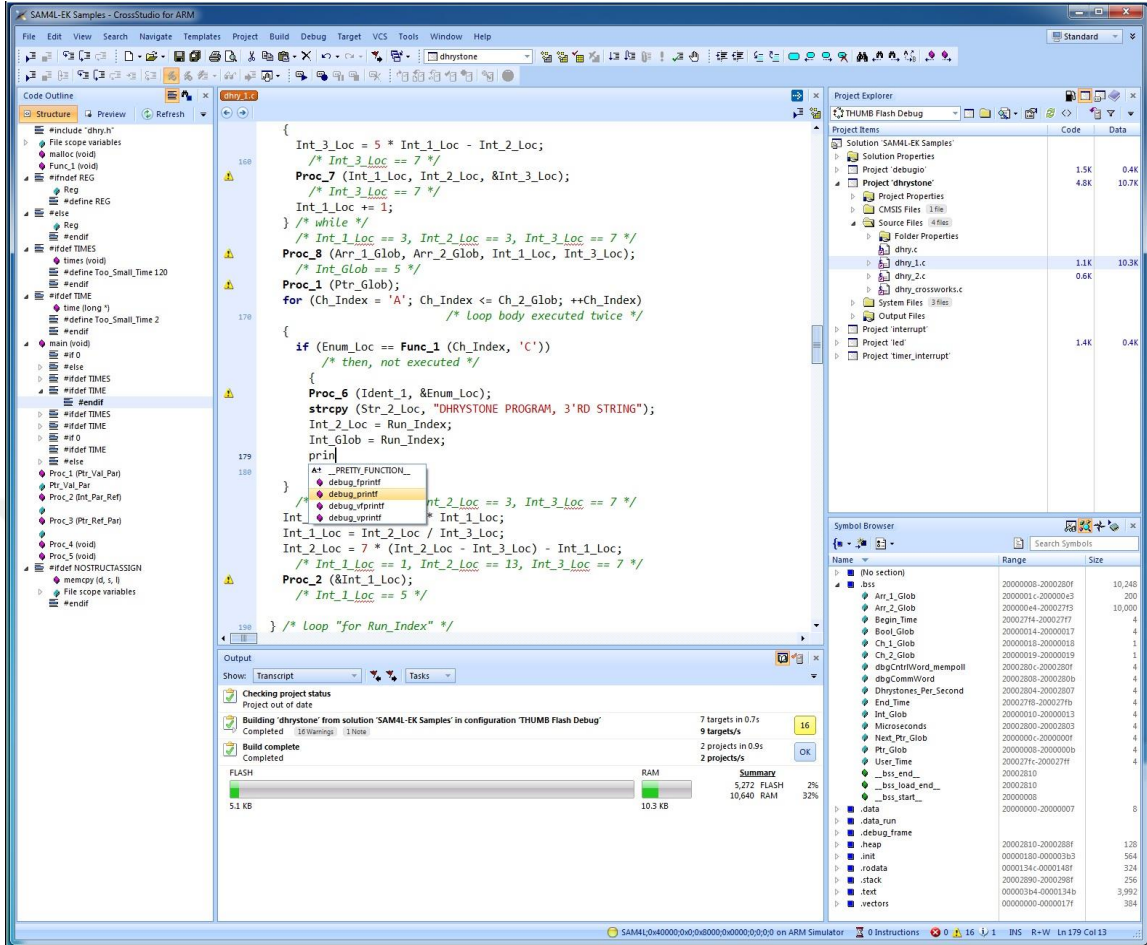 SAM4L-EK Samples - CrossStudio for ARM
File Edit View Search Navigate Templates Project Build Debug Target VCS Tools Window Help
Standard
dhrystone
Code Outline
Structure Preview Refresh
#include "dhry.h"
File scope variables
malloc (void)
Func_1 (void)
#ifndef REG
Reg
#define REG
#else
Reg
#endif
#ifdef TIMES
times (void)
#define Too_Small_Time 120
#endif
#ifdef TIME
time (long *)
#define Too_Small_Time 2
#endif
main (void)
#if 0
#else
#ifdef TIMES
#ifdef TIME
#endif
#ifdef TIMES
#ifdef TIME
#if 0
#ifdef TIME
#else
Proc_1 (Ptr_Val_Par)
Ptr_Val_Par
Proc_2 (Int_Par_Ref)
Proc_3 (Ptr_Ref_Par)
Proc_4 (void)
Proc_5 (void)
#ifdef NOSTRUCTASSIGN
memcpy (d, s, l)
File scope variables
#endif
dhry_1.c
{
Int_3_Loc = 5 * Int_1_Loc - Int_2_Loc;
160 /* Int_3_Loc == 7 */
Proc_7 (Int_1_Loc, Int_2_Loc, &Int_3_Loc);
/* Int_3_Loc == 7 */
Int_1_Loc += 1;
} /* while */
/* Int_1_Loc == 3, Int_2_Loc == 3, Int_3_Loc == 7 */
Proc_8 (Arr_1_Glob, Arr_2_Glob, Int_1_Loc, Int_3_Loc);
/* Int_Glob == 5 */
Proc_1 (Ptr_Glob);
for (Ch_Index = 'A'; Ch_Index <= Ch_2_Glob; ++Ch_Index)
170 /* loop body executed twice */
{
if (Enum_Loc == Func_1 (Ch_Index, 'C'))
/* then, not executed */
{
Proc_6 (Ident_1, &Enum_Loc);
strcpy (Str_2_Loc, "DHRYSTONE PROGRAM, 3'RD STRING");
Int_2_Loc = Run_Index;
Int_Glob = Run_Index;
179 prin
180
__PRETTY_FUNCTION__
debug_fprintf
debug_printf
debug_vfprintf
debug_vprintf
}
/* nt_2_Loc == 3, Int_3_Loc == 7 */
Int_ * Int_1_Loc;
Int_1_Loc = Int_2_Loc / Int_3_Loc;
Int_2_Loc = 7 * (Int_2_Loc - Int_3_Loc) - Int_1_Loc;
/* Int_1_Loc == 1, Int_2_Loc == 13, Int_3_Loc == 7 */
Proc_2 (&Int_1_Loc);
/* Int_1_Loc == 5 */
190 } /* loop "for Run_Index" */
Output
Show: Transcript Tasks
Checking project status
Project out of date
Building 'dhrystone' from solution 'SAM4L-EK Samples' in configuration 'THUMB Flash Debug' 7 targets in 0.7s 16
Completed 16 Warnings 1 Note 9 targets/s
Build complete 2 projects in 0.9s OK
Completed 2 projects/s
FLASH RAM Summary
5,272 FLASH 2%
10,640 RAM 32%
5.1 KB 10.3 KB
Project Explorer
THUMB Flash Debug
Project Items Code Data
Solution 'SAM4L-EK Samples'
Solution Properties
Project 'debugio' 1.5K 0.4K
Project 'dhrystone' 4.8K 10.7K
Project Properties
CMSIS Files 1 file
Source Files 4 files
Folder Properties
dhry.c
dhry_1.c 1.1K 10.3K
dhry_2.c 0.6K
dhry_crossworks.c
System Files 3 files
Output Files
Project 'interrupt'
Project 'led' 1.4K 0.4K
Project 'timer_interrupt'
Symbol Browser
Search Symbols
Name Range Size
(No section)
.bss 20000008-2000280f 10,248
Arr_1_Glob 2000001c-200000e3 200
Arr_2_Glob 200000e4-200027f3 10,000
Begin_Time 200027f4-200027f7 4
Bool_Glob 20000014-20000017 4
Ch_1_Glob 20000018-20000018 1
Ch_2_Glob 20000019-20000019 1
dbgCntrlWord_mempoll 2000280c-2000280f 4
dbgCommWord 20002808-2000280b 4
Dhrystones_Per_Second 20002804-20002807 4
End_Time 200027f8-200027fb 4
Int_Glob 20000010-20000013 4
Microseconds 20002800-20002803 4
Next_Ptr_Glob 2000000c-2000000f 4
Ptr_Glob 20000008-2000000b 4
User_Time 200027fc-200027ff 4
__bss_end__ 20002810
__bss_load_end__ 20002810
__bss_start__ 20000008
.data 20000000-20000007 8
.data_run
.debug_frame
.heap 20002810-2000288f 128
.init 00000180-000003b3 564
.rodata 0000134c-0000148f 324
.stack 20002890-2000298f 256
.text 000003b4-0000134b 3,992
.vectors 00000000-0000017f 384
SAM4L;0x40000;0x0;0x8000;0x0000;0;0;0;0 on ARM Simulator 0 Instructions 0 16 1 INS R+W Ln 179 Col 13